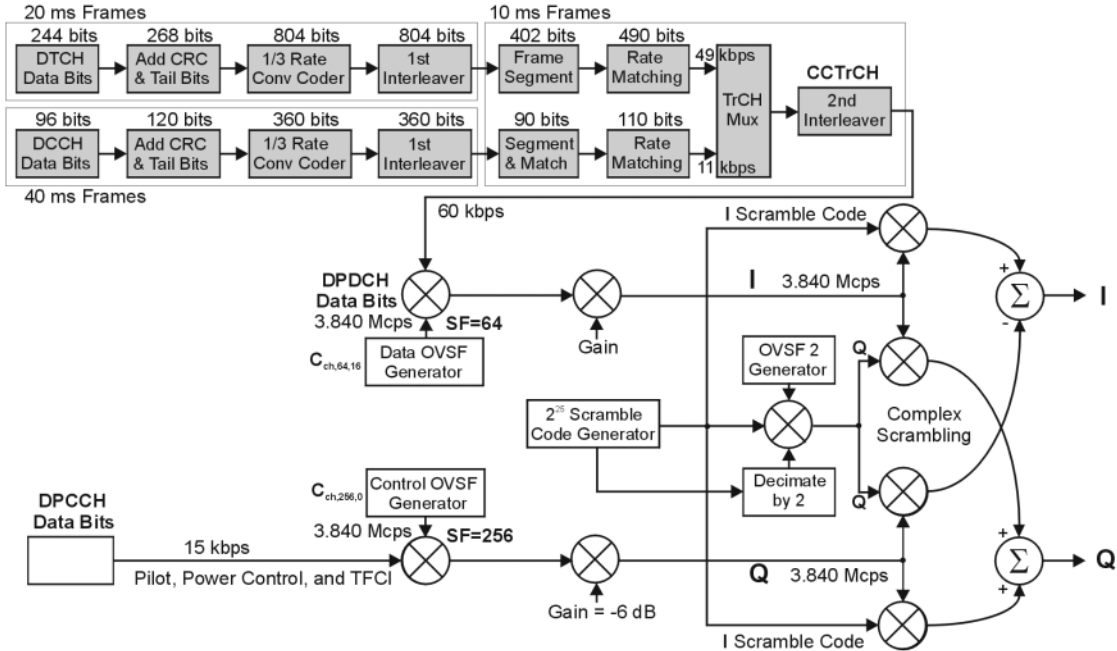 20 ms Frames
10 ms Frames
244 bits
268 bits
804 bits
804 bits
402 bits
490 bits
DTCH
Data Bits
Add CRC
& Tail Bits
1/3 Rate
Conv Coder
1st
Interleaver
Frame
Segment
Rate
Matching
49 kbps
TrCH
Mux
CCTrCH
2nd
Interleaver
96 bits
120 bits
360 bits
360 bits
90 bits
110 bits
DCCH
Data Bits
Add CRC
& Tail Bits
1/3 Rate
Conv Coder
1st
Interleaver
Segment
& Match
Rate
Matching
11 kbps
40 ms Frames
60 kbps
I Scramble Code
DPDCH
Data Bits
3.840 Mcps
SF=64
I
3.840 Mcps
+
Σ
-
I
C ch,64,16
Data OVSF
Generator
Gain
OVSF 2
Generator
Q
2^25 Scramble
Code Generator
Complex
Scrambling
Decimate
by 2
Q
C ch,256,0
Control OVSF
Generator
DPCCH
Data Bits
3.840 Mcps
SF=256
15 kbps
Pilot, Power Control, and TFCI
Q
3.840 Mcps
+
Σ
+
Q
Gain = -6 dB
I Scramble Code